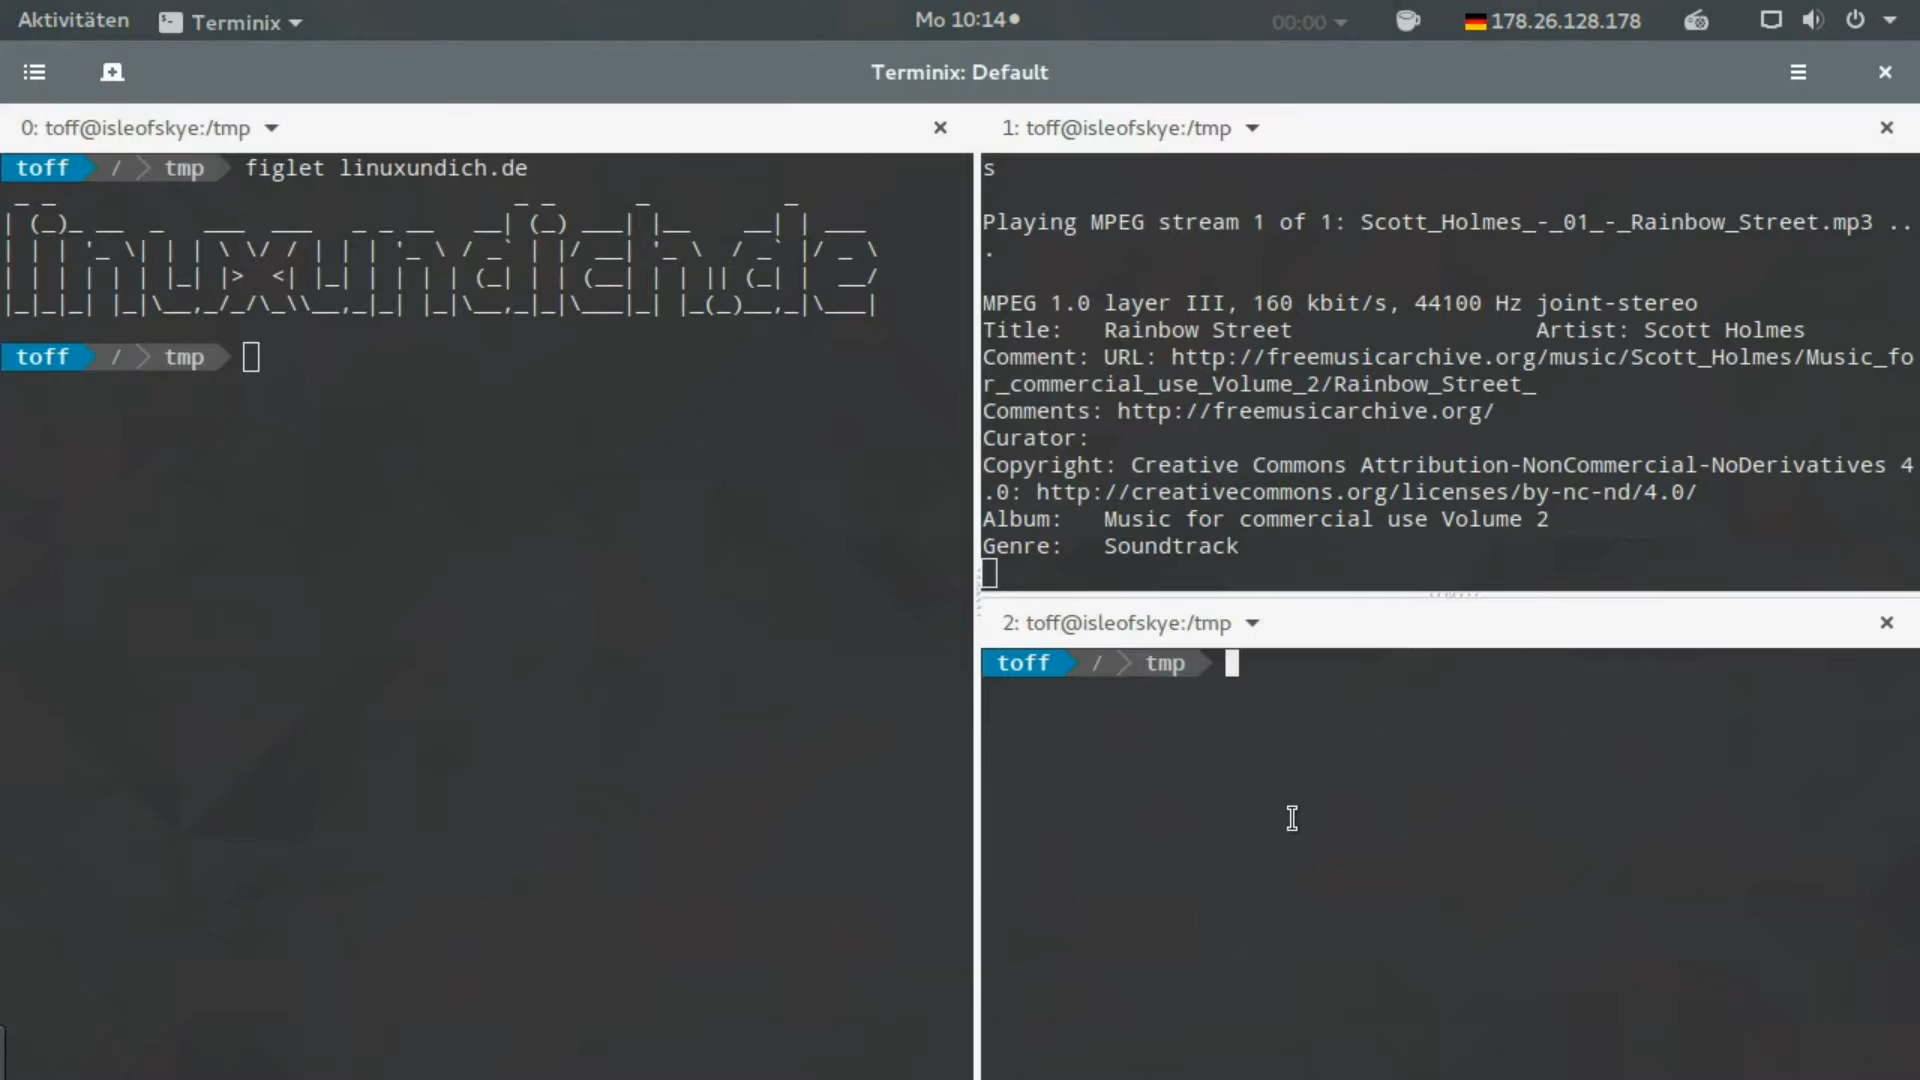 Aktivitäten Terminix Mo 10:14 00:00 178.26.128.178
Terminix: Default
0: toff@isleofskye:/tmp
toff / tmp figlet linuxundich.de
linuxundich.de
toff / tmp
1: toff@isleofskye:/tmp
s
Playing MPEG stream 1 of 1: Scott_Holmes_-_01_-_Rainbow_Street.mp3 ..
.
MPEG 1.0 layer III, 160 kbit/s, 44100 Hz joint-stereo
Title: Rainbow Street Artist: Scott Holmes
Comment: URL: http://freemusicarchive.org/music/Scott_Holmes/Music_fo
r_commercial_use_Volume_2/Rainbow_Street_
Comments: http://freemusicarchive.org/
Curator:
Copyright: Creative Commons Attribution-NonCommercial-NoDerivatives 4
.0: http://creativecommons.org/licenses/by-nc-nd/4.0/
Album: Music for commercial use Volume 2
Genre: Soundtrack
2: toff@isleofskye:/tmp
toff / tmp